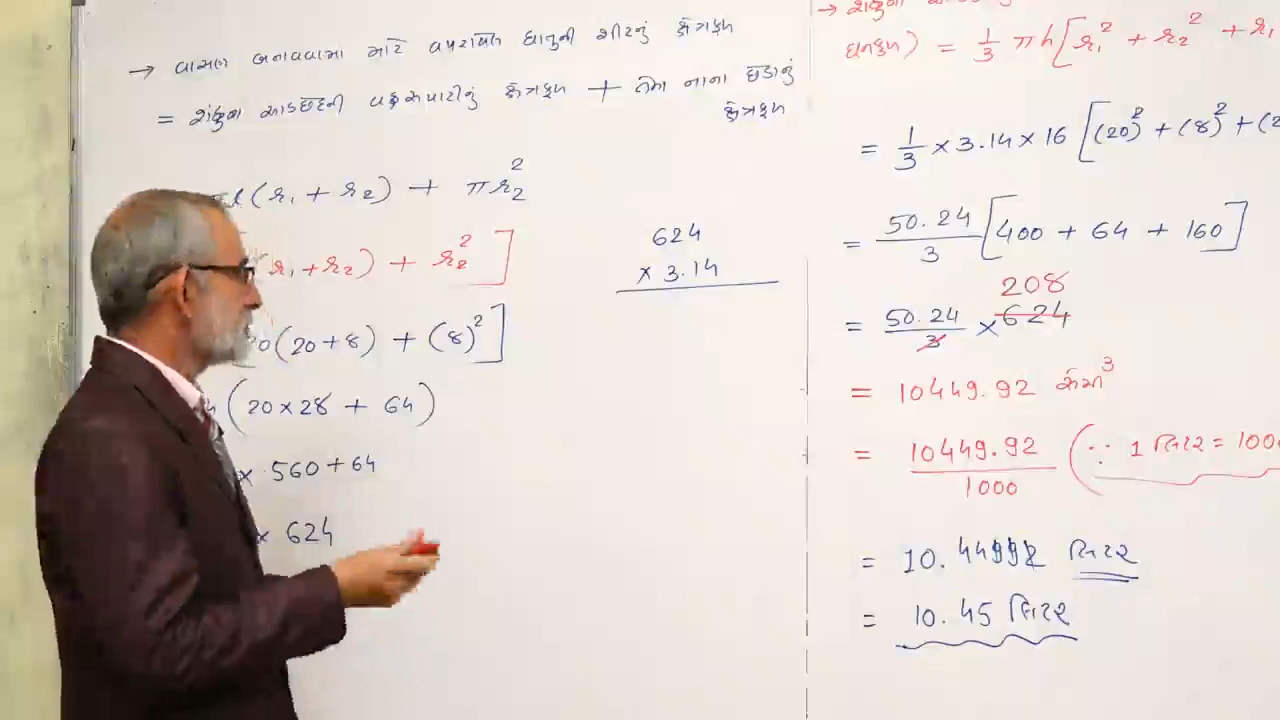 → વાસણ બનાવવામાં માટે વપરાયેલ ધાતુની શીટનું ક્ષેત્રફળ
= શંકુના આડછેદની વક્રસપાટીનું ક્ષેત્રફળ + તેના નાના છેડાનું
ક્ષેત્રફળ
l(r₁ + r₂) + πr₂²
r₁ + r₂) + r₂²]
20(20+8) + (8)²]
(20×28 + 64)
× 560+64
× 624
624
× 3.14
→ શંકુના
ઘનફળ) = 1/3 πh[r₁² + r₂² + r₁
= 1/3 × 3.14 × 16 [(20)² + (8)² + (2
= 50.24/3 [400 + 64 + 160]
208
= 50.24/3 × 624
= 10449.92 સેમી³
= 10449.92/1000 (∵ 1 લિટર = 100
= 10.44992 લિટર
= 10.45 લિટર